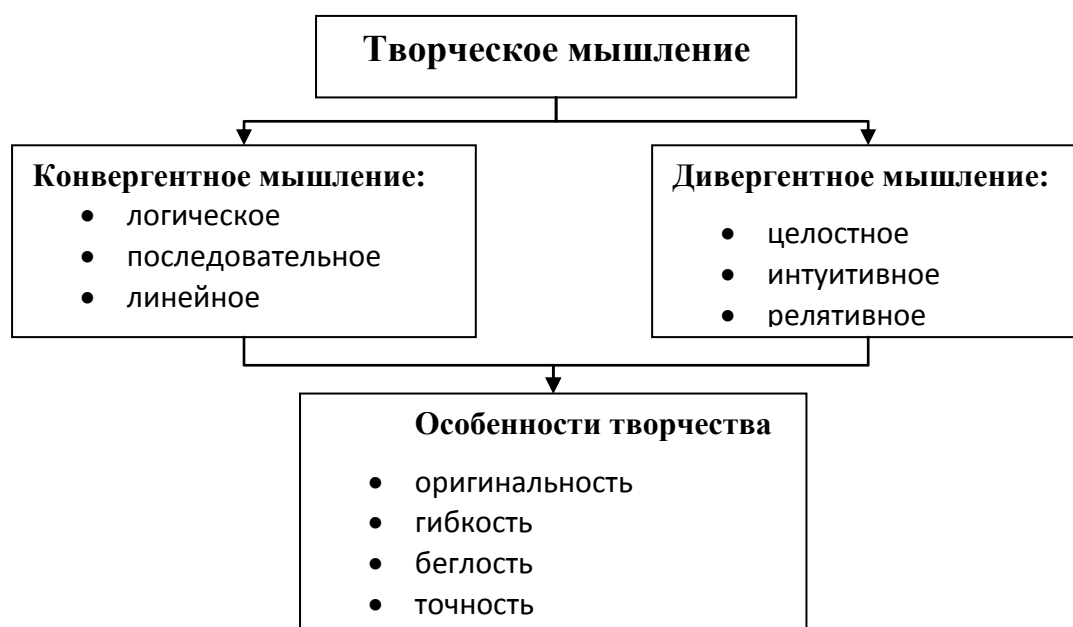 Творческое мышление
Конвергентное мышление:
• логическое
• последовательное
• линейное
Дивергентное мышление:
• целостное
• интуитивное
• релятивное
Особенности творчества
• оригинальность
• гибкость
• беглость
• точность